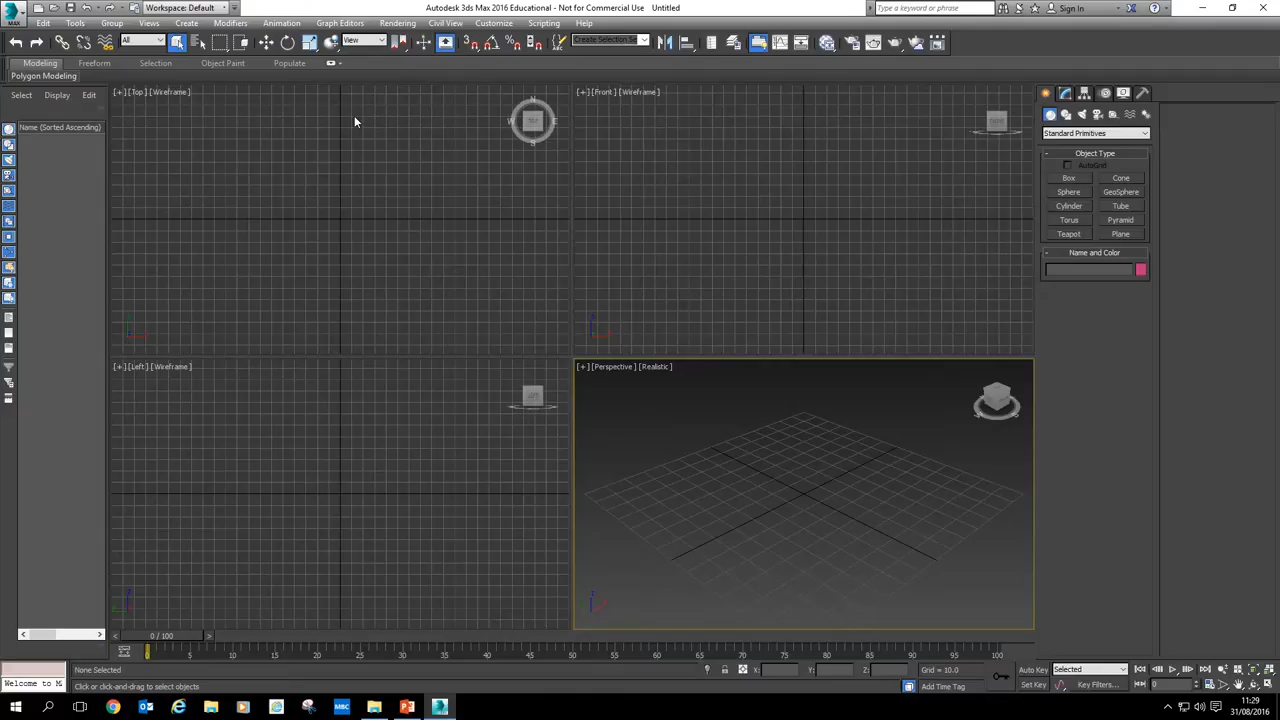 Workspace: Default
Autodesk 3ds Max 2016 Educational - Not for Commercial Use    Untitled
Type a keyword or phrase
Sign In
MAX
Edit Tools Group Views Create Modifiers Animation Graph Editors Rendering Civil View Customize Scripting Help
All
View
Create Selection Se
Modeling Freeform Selection Object Paint Populate
Polygon Modeling
Select Display Edit
Name (Sorted Ascending)
[+] [Top] [Wireframe]
N
W E
S
[+] [Front] [Wireframe]
FRONT
[+] [Left] [Wireframe]
[+] [Perspective] [Realistic]
Standard Primitives
Object Type
AutoGrid
Box Cone
Sphere GeoSphere
Cylinder Tube
Torus Pyramid
Teapot Plane
Name and Color
0 / 100
0 5 10 15 20 25 30 35 40 45 50 55 60 65 70 75 80 85 90 95 100
None Selected
X: Y: Z: Grid = 10.0
Auto Key Selected
Welcome to M
Click or click-and-drag to select objects
Add Time Tag
Set Key Key Filters...
0
MBC
11:29
31/08/2016